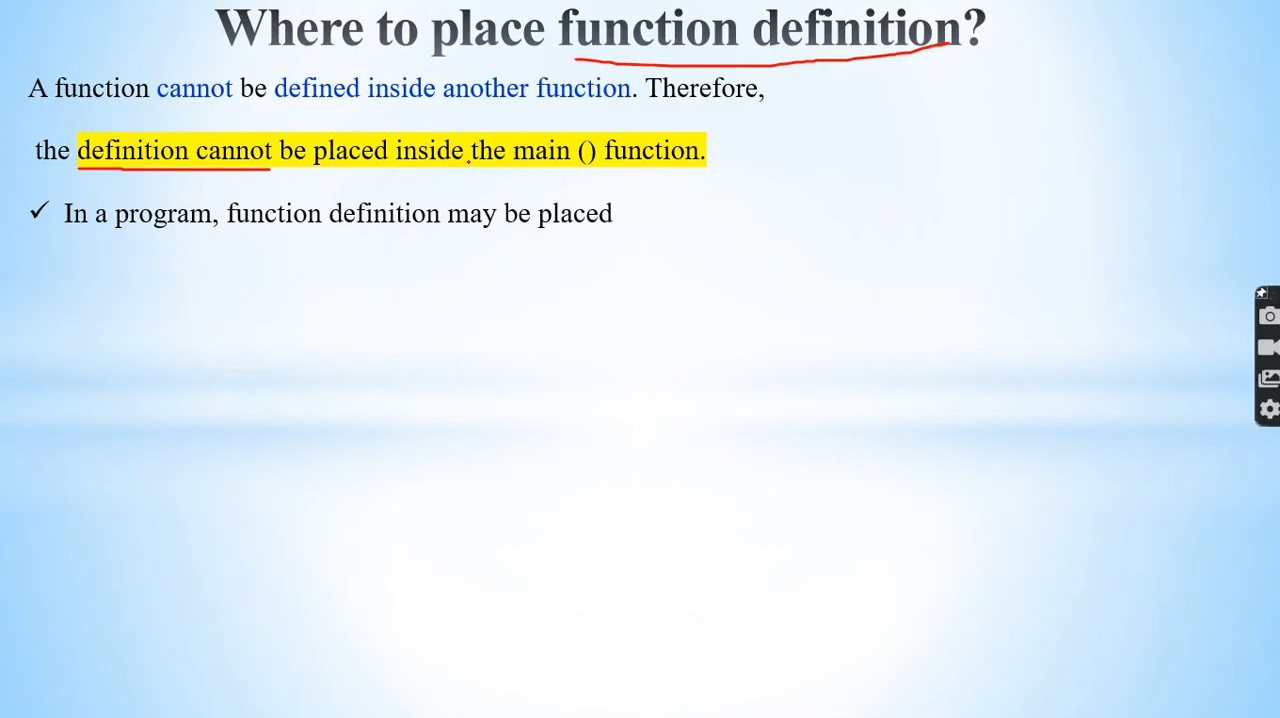 Where to place function definition?
A function cannot be defined inside another function. Therefore,
the definition cannot be placed inside the main () function.
✓ In a program, function definition may be placed